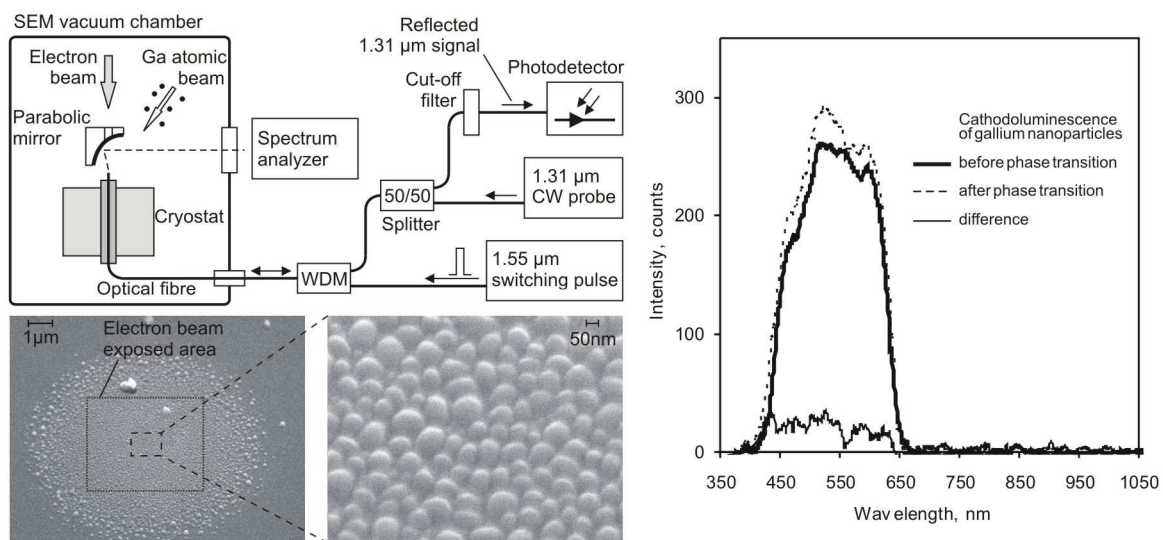 SEM vacuum chamber
Electron
beam
Ga atomic
beam
Parabolic
mirror
Spectrum
analyzer
Cryostat
Optical fibre
Reflected
1.31 µm signal
Cut-off
filter
Photodetector
50/50
Splitter
1.31 µm
CW probe
WDM
1.55 µm
switching pulse
1µm
Electron beam
exposed area
50nm
Intensity, counts
300
200
100
0
350
450
550
650
750
850
950
1050
Wavelength, nm
Cathodoluminescence
of gallium nanoparticles
before phase transition
after phase transition
difference